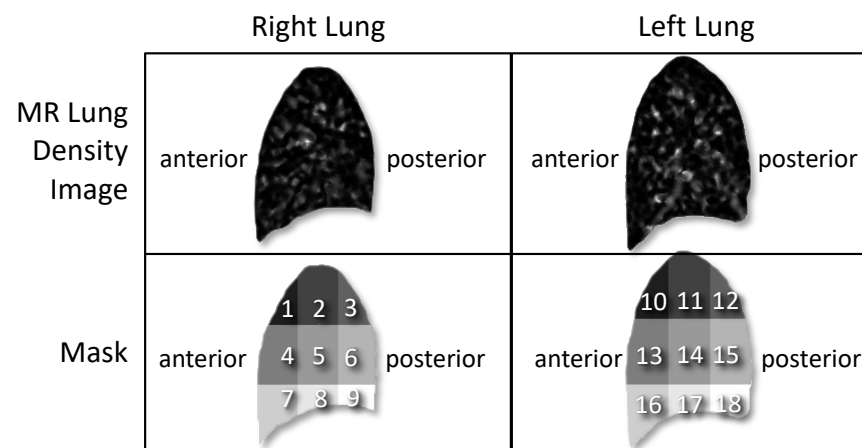 Right Lung
Left Lung
MR Lung
Density
Image
anterior
posterior
anterior
posterior
1 2 3
4 5 6
7 8 9
10 11 12
13 14 15
16 17 18
Mask
anterior
posterior
anterior
posterior